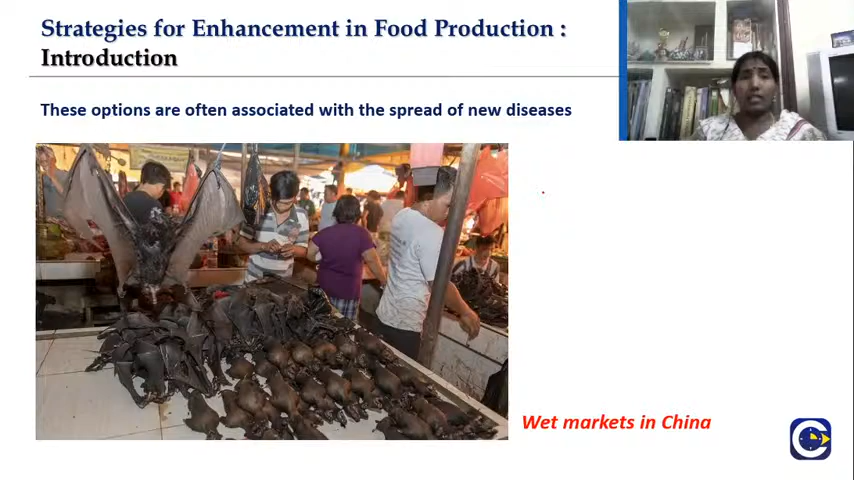 Strategies for Enhancement in Food Production :
Introduction
These options are often associated with the spread of new diseases
Wet markets in China